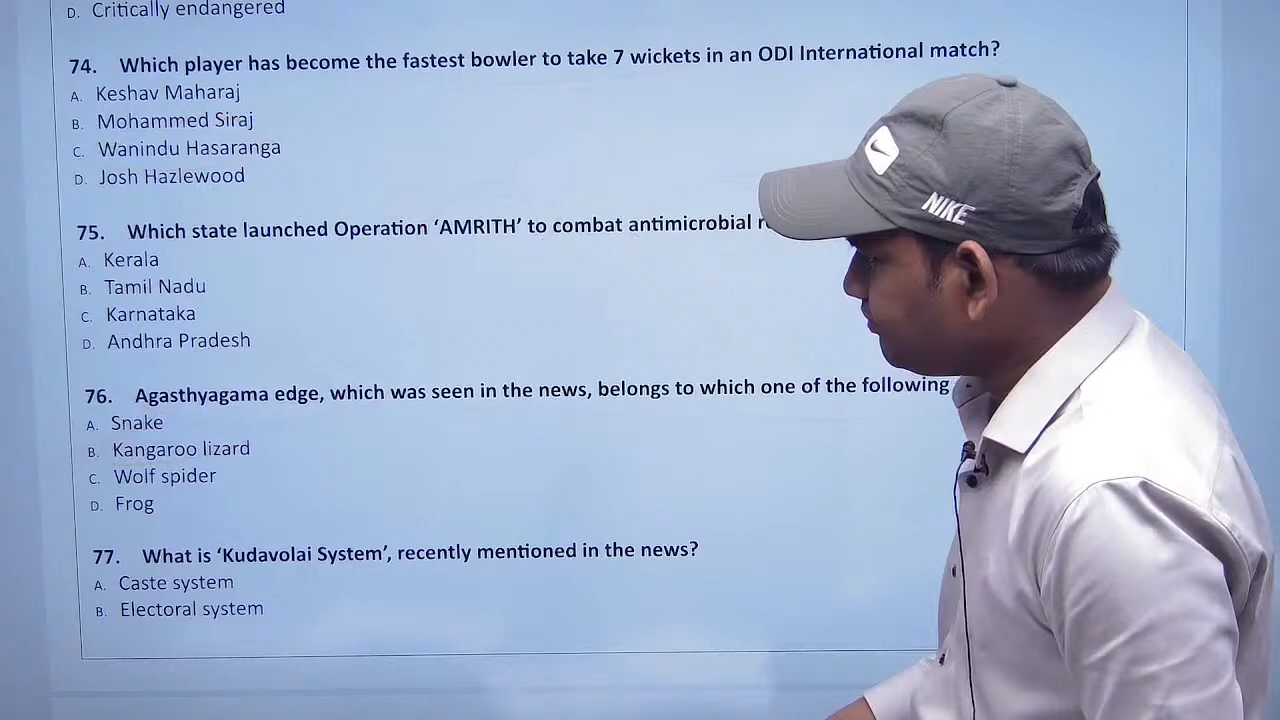 D. Critically endangered
74. Which player has become the fastest bowler to take 7 wickets in an ODI International match?
A. Keshav Maharaj
B. Mohammed Siraj
C. Wanindu Hasaranga
D. Josh Hazlewood
75. Which state launched Operation ‘AMRITH’ to combat antimicrobial
A. Kerala
B. Tamil Nadu
C. Karnataka
D. Andhra Pradesh
76. Agasthyagama edge, which was seen in the news, belongs to which one of the following
A. Snake
B. Kangaroo lizard
C. Wolf spider
D. Frog
77. What is ‘Kudavolai System’, recently mentioned in the news?
A. Caste system
B. Electoral system
NIKE